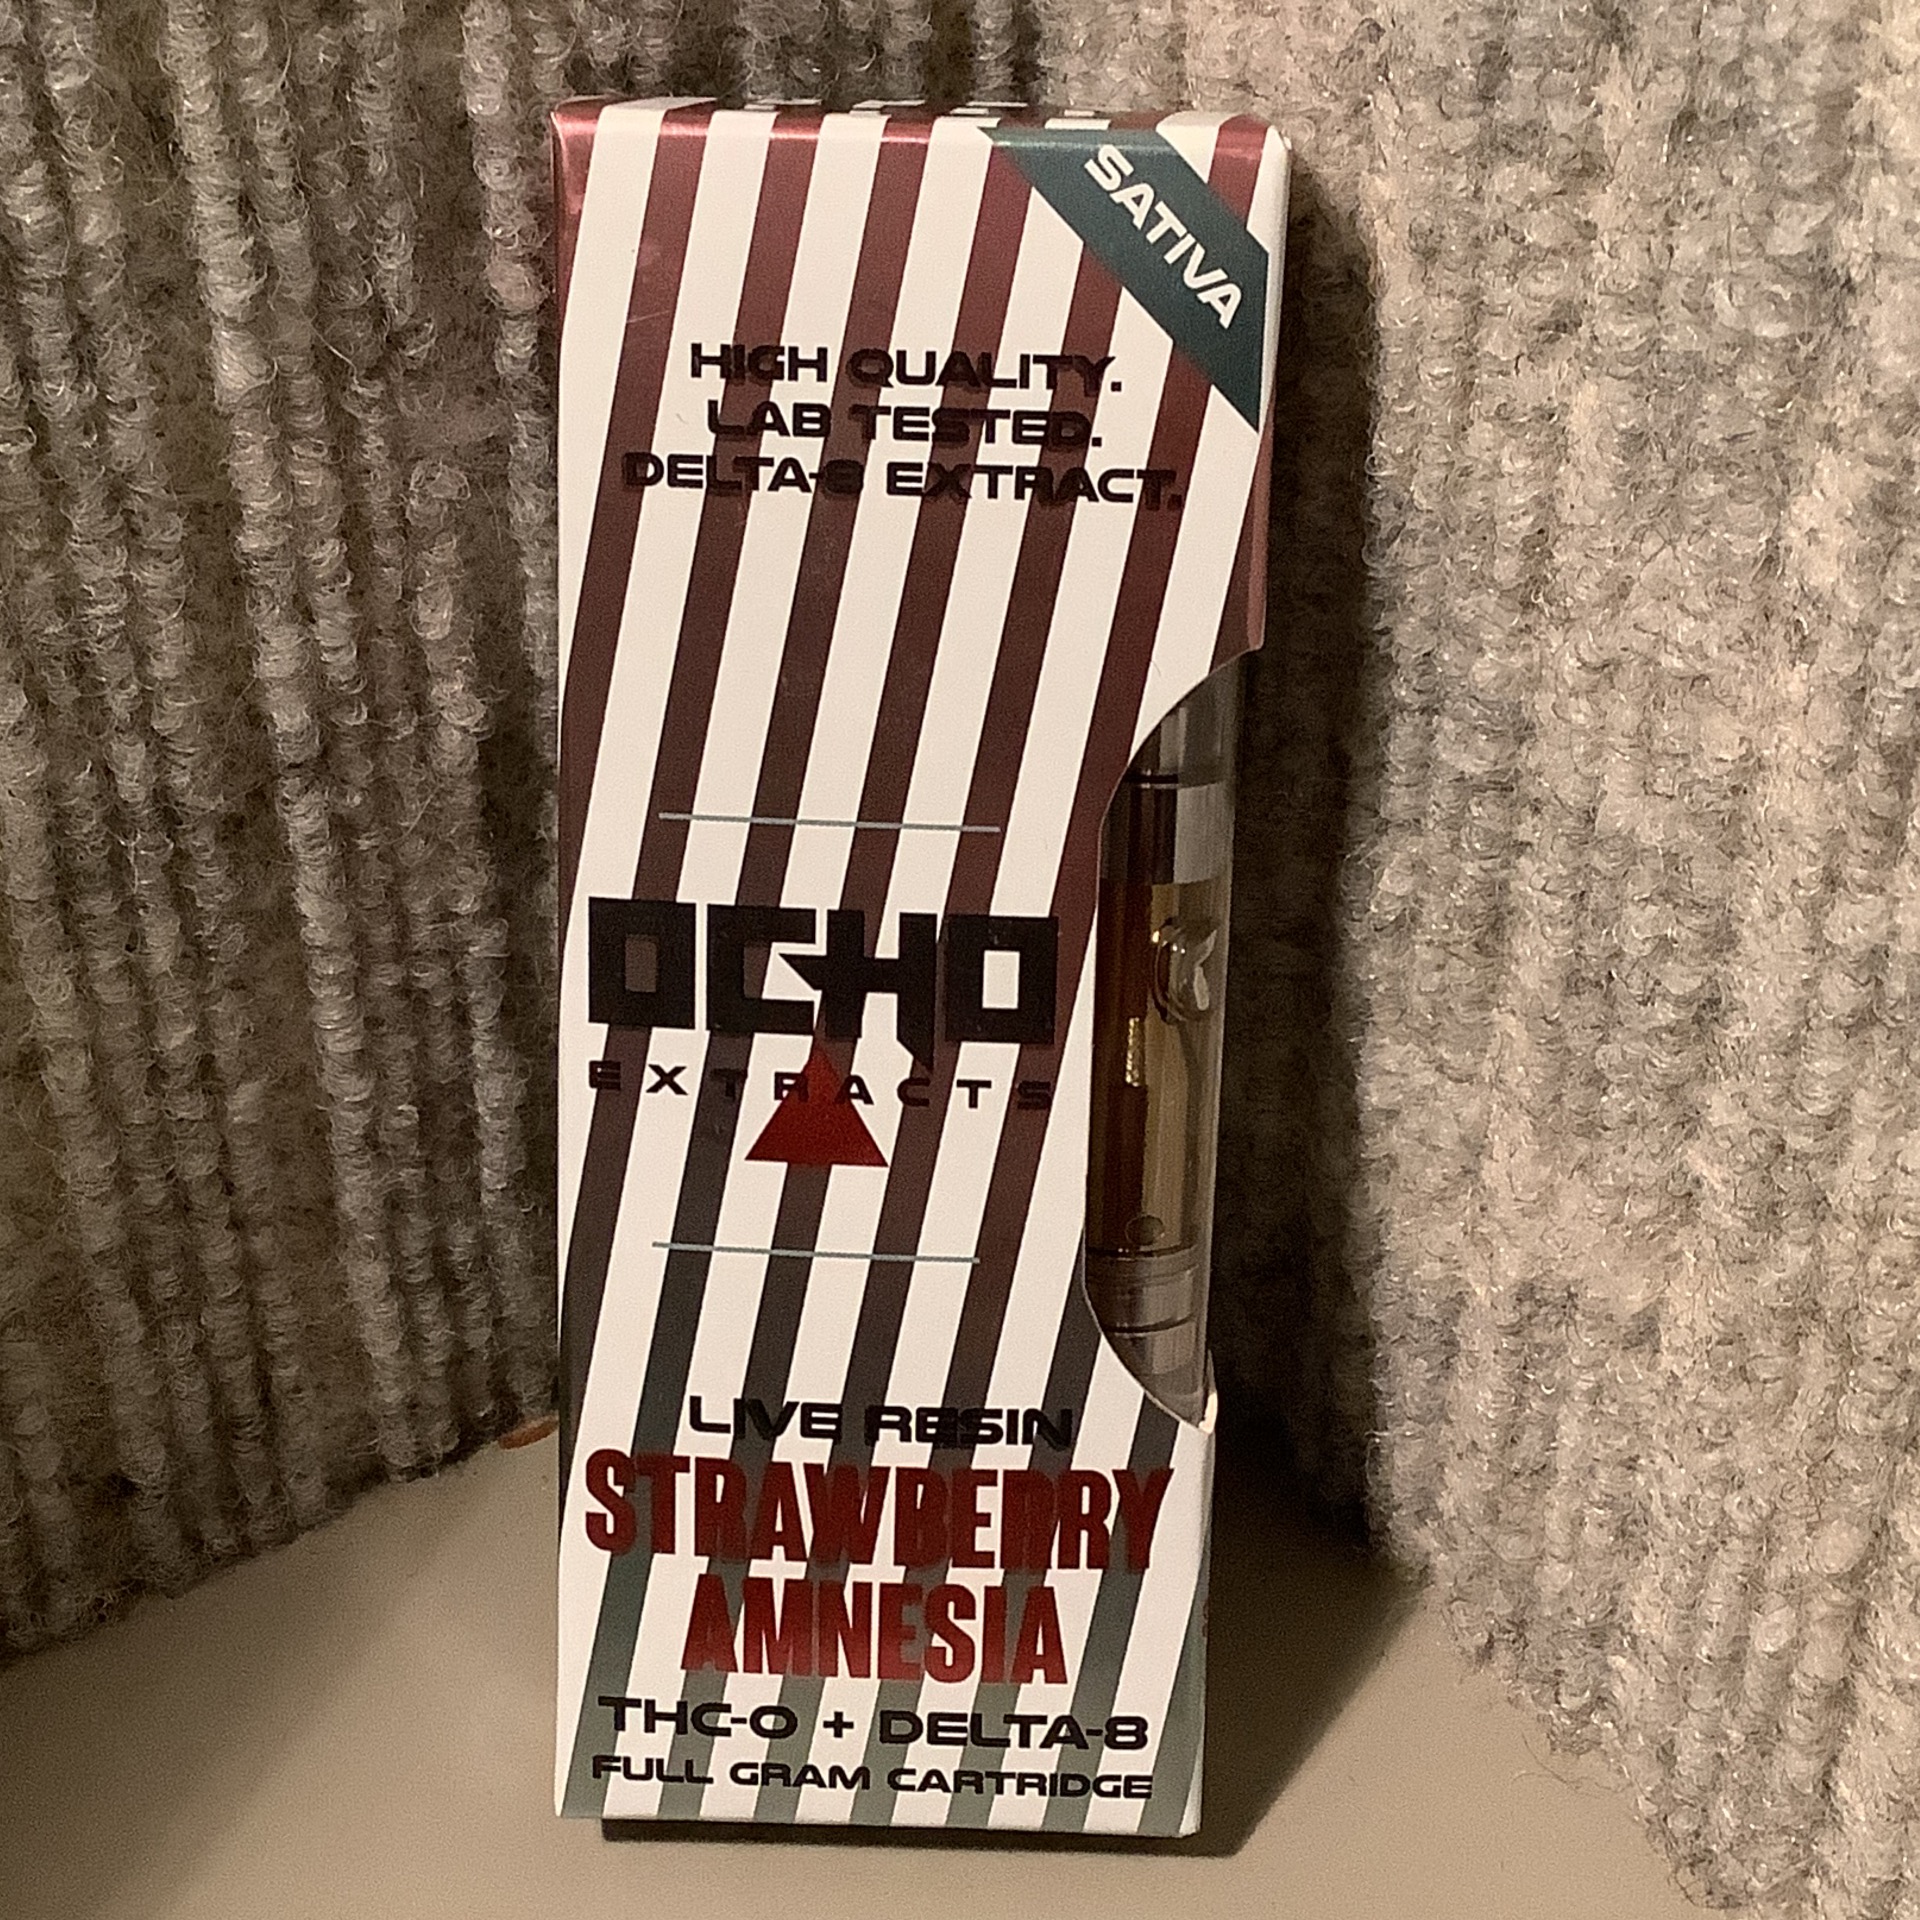 SATIVA
HIGH QUALITY.
LAB TESTED.
DELTA-8 EXTRACT.
OCHO
EXTRACTS
LIVE RESIN
STRAWBERRY
AMNESIA
THC-O + DELTA-8
FULL GRAM CARTRIDGE